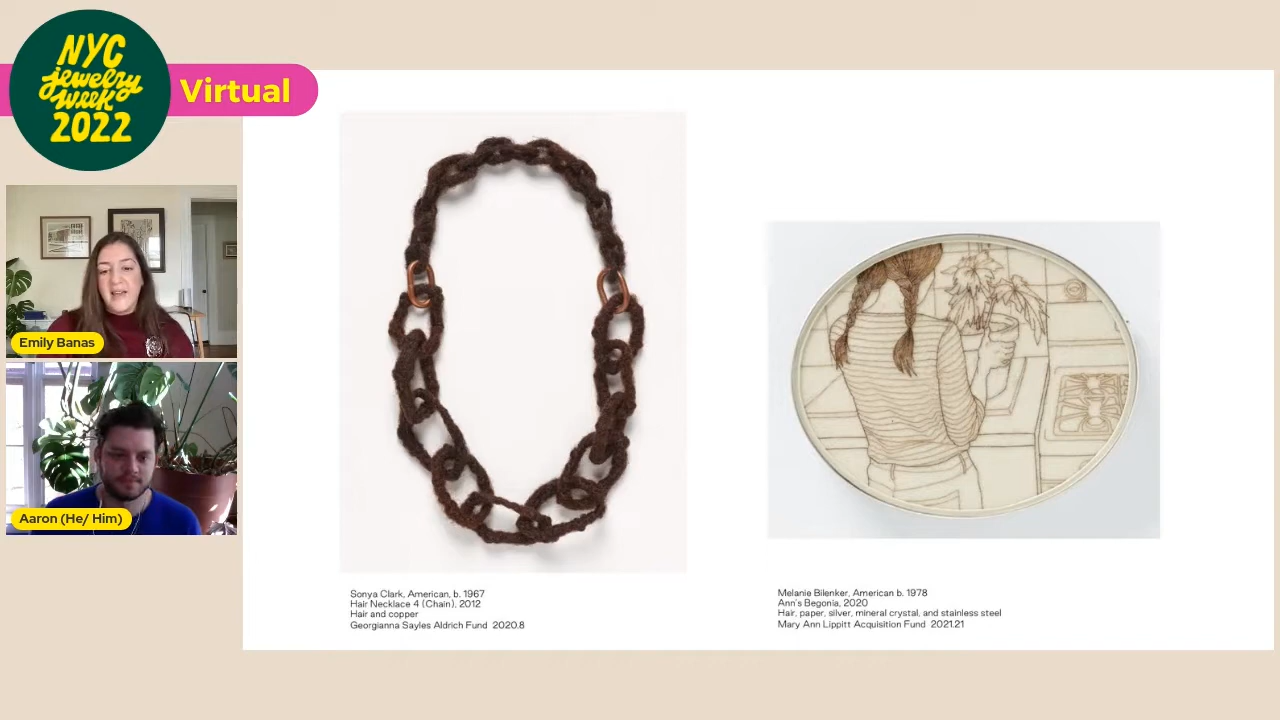 NYC
jewelry
week
2022
Virtual
Emily Banas
Aaron (He/ Him)
Sonya Clark, American, b. 1967
Hair Necklace 4 (Chain), 2012
Hair and copper
Georgianna Sayles Aldrich Fund  2020.8
Melanie Bilenker, American b. 1978
Ann's Begonia, 2020
Hair, paper, silver, mineral crystal, and stainless steel
Mary Ann Lippitt Acquisition Fund  2021.21